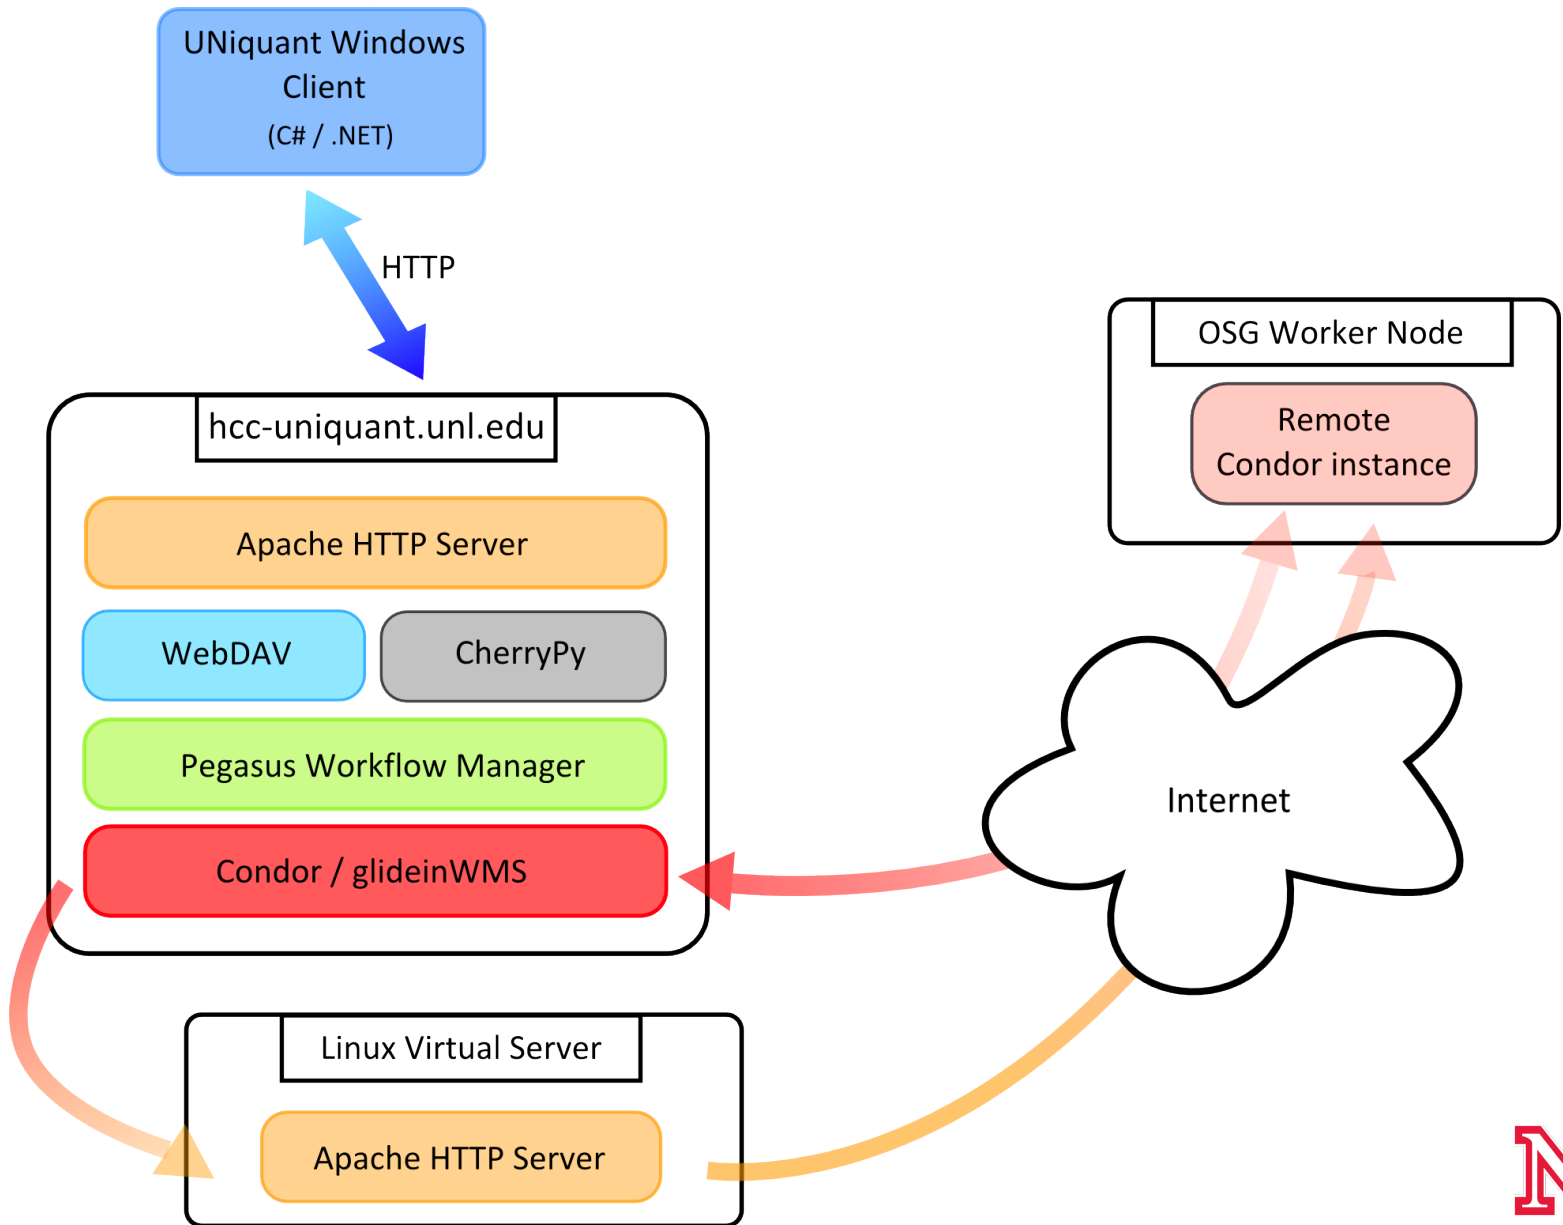 UNiquant Windows
Client
(C# / .NET)
HTTP
OSG Worker Node
Remote
Condor instance
hcc-uniquant.unl.edu
Apache HTTP Server
WebDAV
CherryPy
Pegasus Workflow Manager
Condor / glideinWMS
Internet
Linux Virtual Server
Apache HTTP Server
N